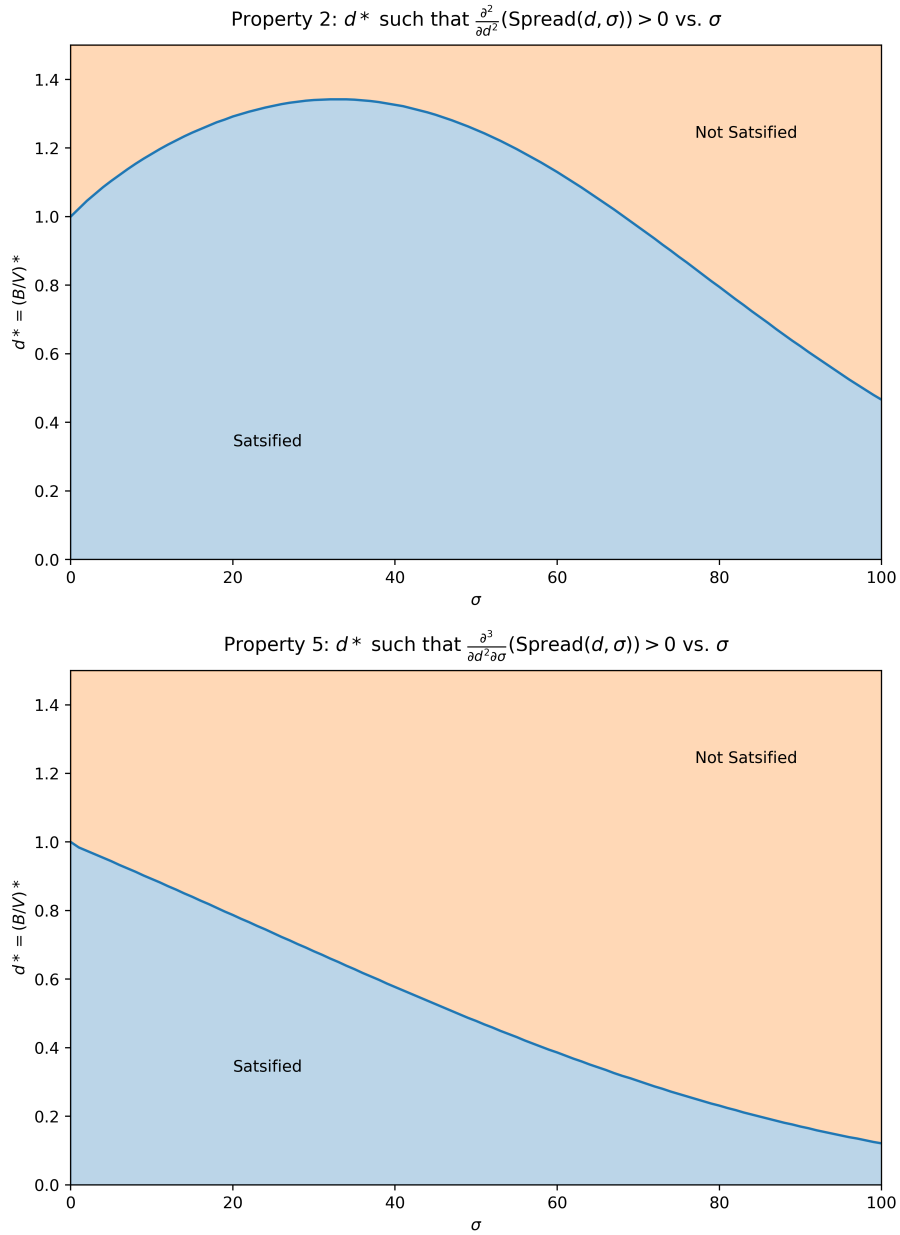 Property 2: d* such that ∂²/∂d² (Spread(d, σ)) > 0 vs. σ
1.4
Not Satsified
1.2
1.0
d* = (B/V)*
0.8
0.6
0.4
Satsified
0.2
0.0
0 20 40 60 80 100
σ
Property 5: d* such that ∂³/∂d²∂σ (Spread(d, σ)) > 0 vs. σ
1.4
Not Satsified
1.2
1.0
d* = (B/V)*
0.8
0.6
0.4
Satsified
0.2
0.0
0 20 40 60 80 100
σ